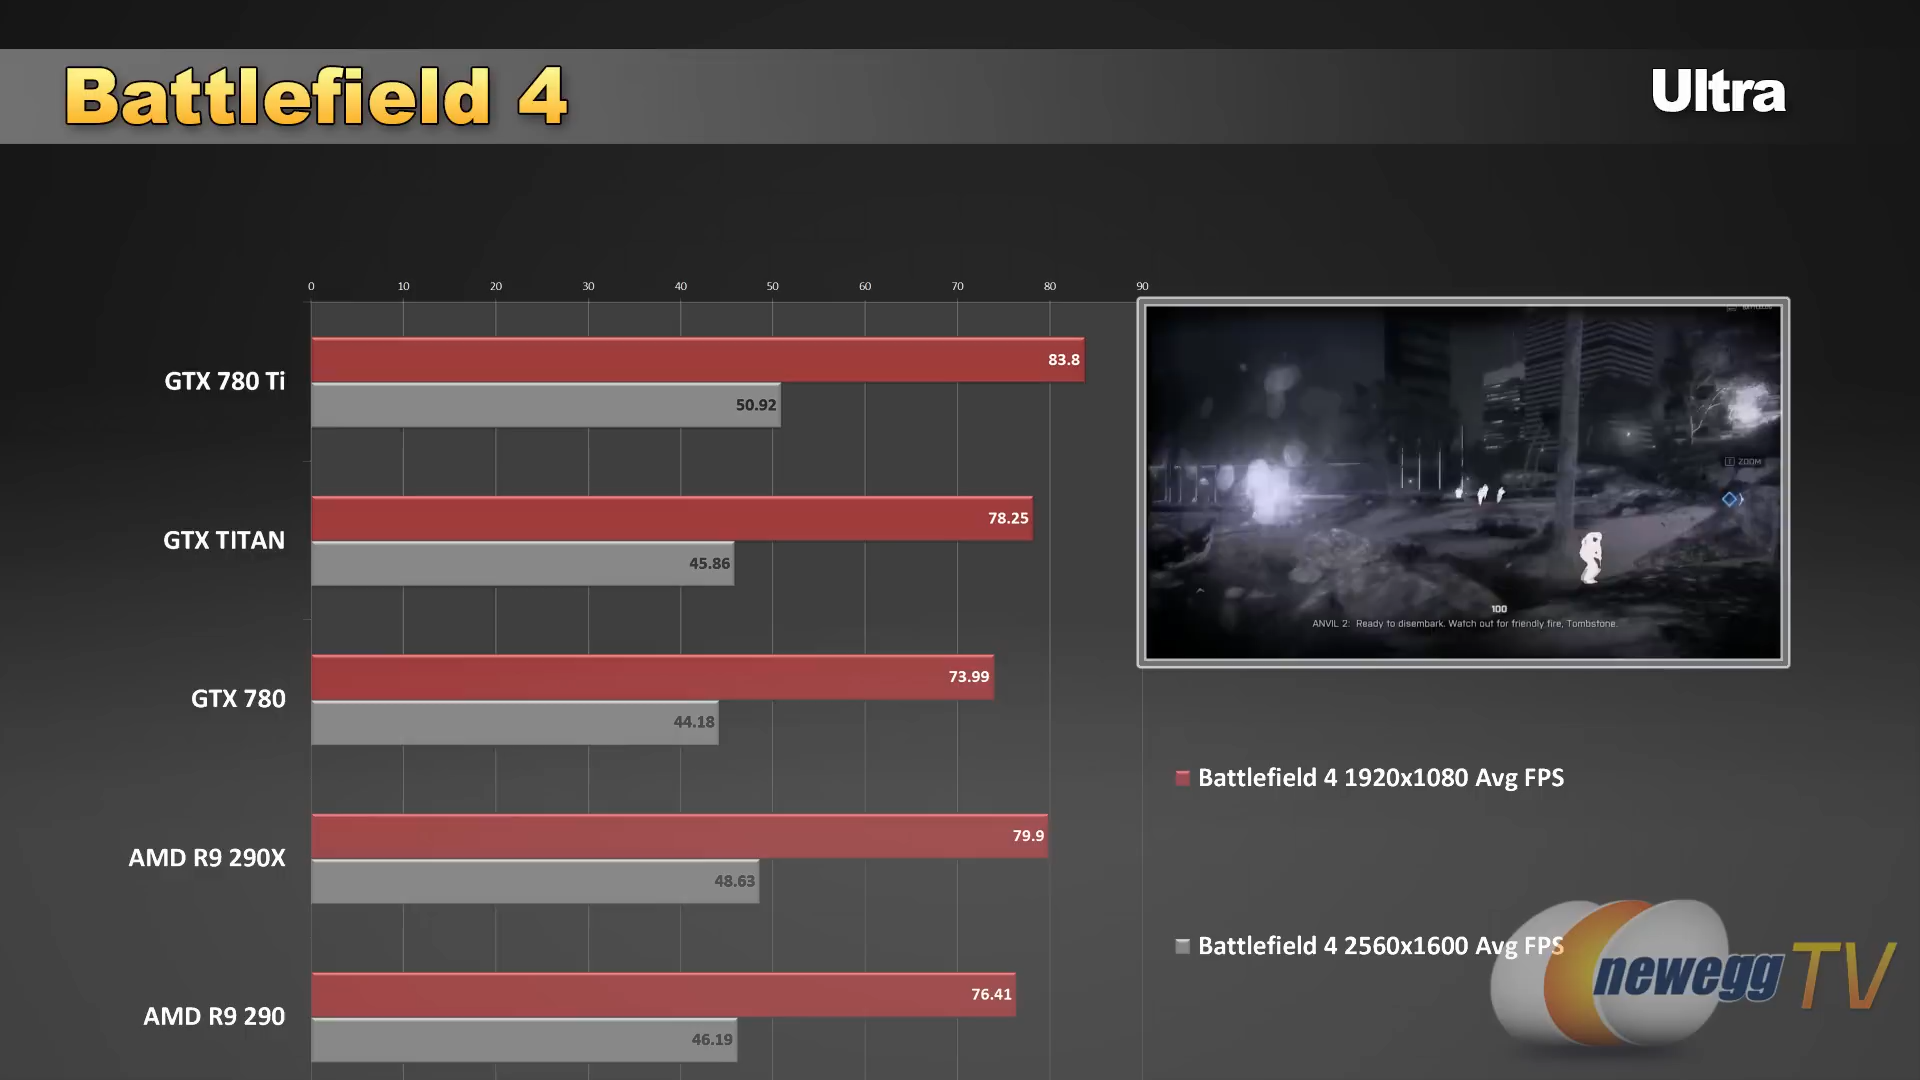 Battlefield 4
Ultra
0 10 20 30 40 50 60 70 80 90
GTX 780 Ti
83.8
50.92
GTX TITAN
78.25
45.86
GTX 780
73.99
44.18
AMD R9 290X
79.9
48.63
AMD R9 290
76.41
46.19
ZOOM
100
ANVIL 2: Ready to disembark. Watch out for friendly fire, Tombstone.
Battlefield 4 1920x1080 Avg FPS
Battlefield 4 2560x1600 Avg FPS
newegg TV